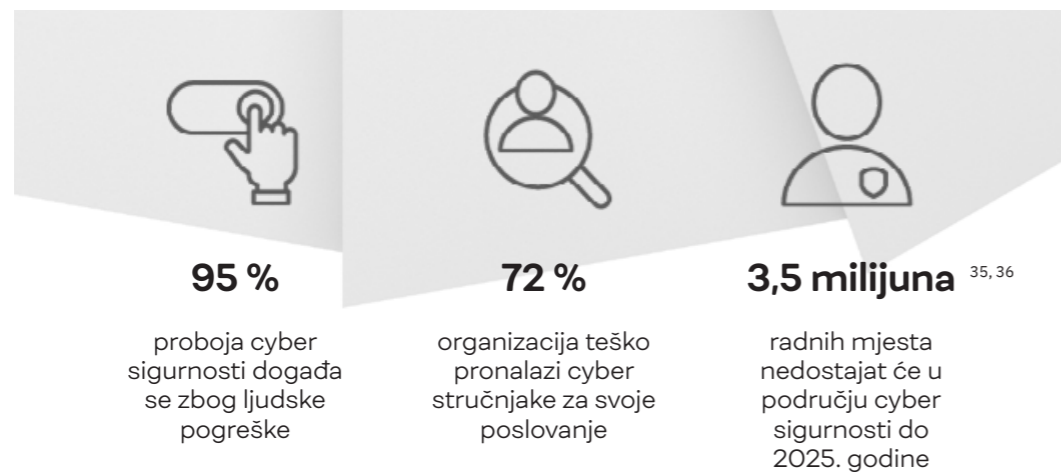 95 %
proboja cyber
sigurnosti događa
se zbog ljudske
pogreške
72 %
organizacija teško
pronalazi cyber
stručnjake za svoje
poslovanje
3,5 milijuna 35, 36
radnih mjesta
nedostajat će u
području cyber
sigurnosti do
2025. godine